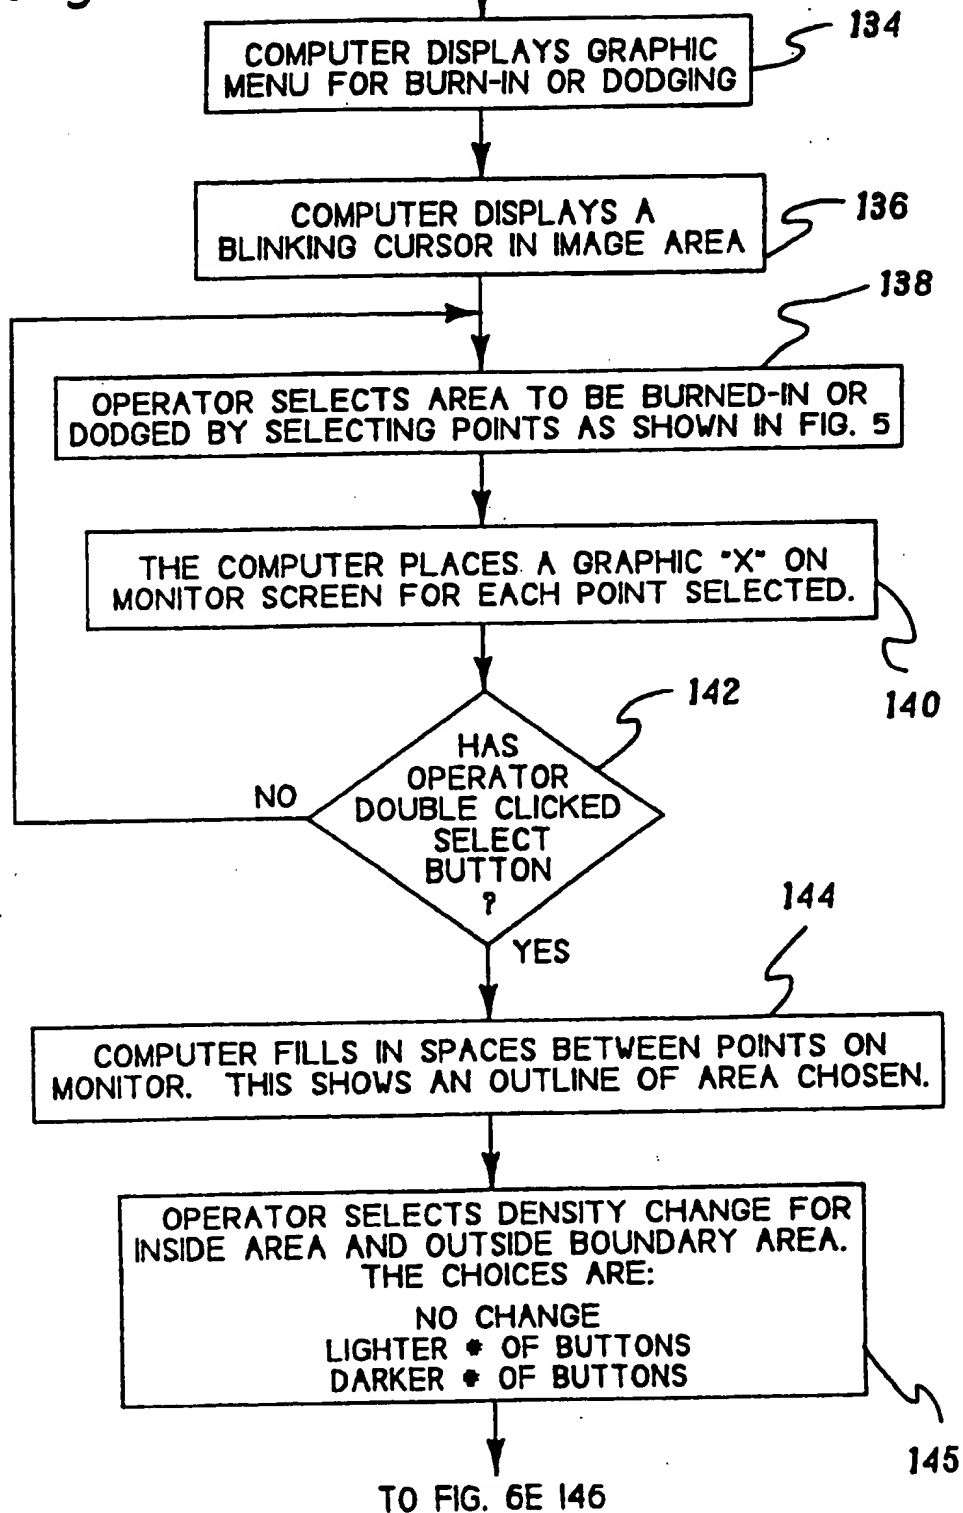 134
COMPUTER DISPLAYS GRAPHIC
MENU FOR BURN-IN OR DODGING
136
COMPUTER DISPLAYS A
BLINKING CURSOR IN IMAGE AREA
138
OPERATOR SELECTS AREA TO BE BURNED-IN OR
DODGED BY SELECTING POINTS AS SHOWN IN FIG. 5
THE COMPUTER PLACES A GRAPHIC "X" ON
MONITOR SCREEN FOR EACH POINT SELECTED.
140
142
HAS
OPERATOR
DOUBLE CLICKED
SELECT
BUTTON
?
NO
YES
144
COMPUTER FILLS IN SPACES BETWEEN POINTS ON
MONITOR. THIS SHOWS AN OUTLINE OF AREA CHOSEN.
OPERATOR SELECTS DENSITY CHANGE FOR
INSIDE AREA AND OUTSIDE BOUNDARY AREA.
THE CHOICES ARE:
NO CHANGE
LIGHTER # OF BUTTONS
DARKER # OF BUTTONS
145
TO FIG. 6E 146